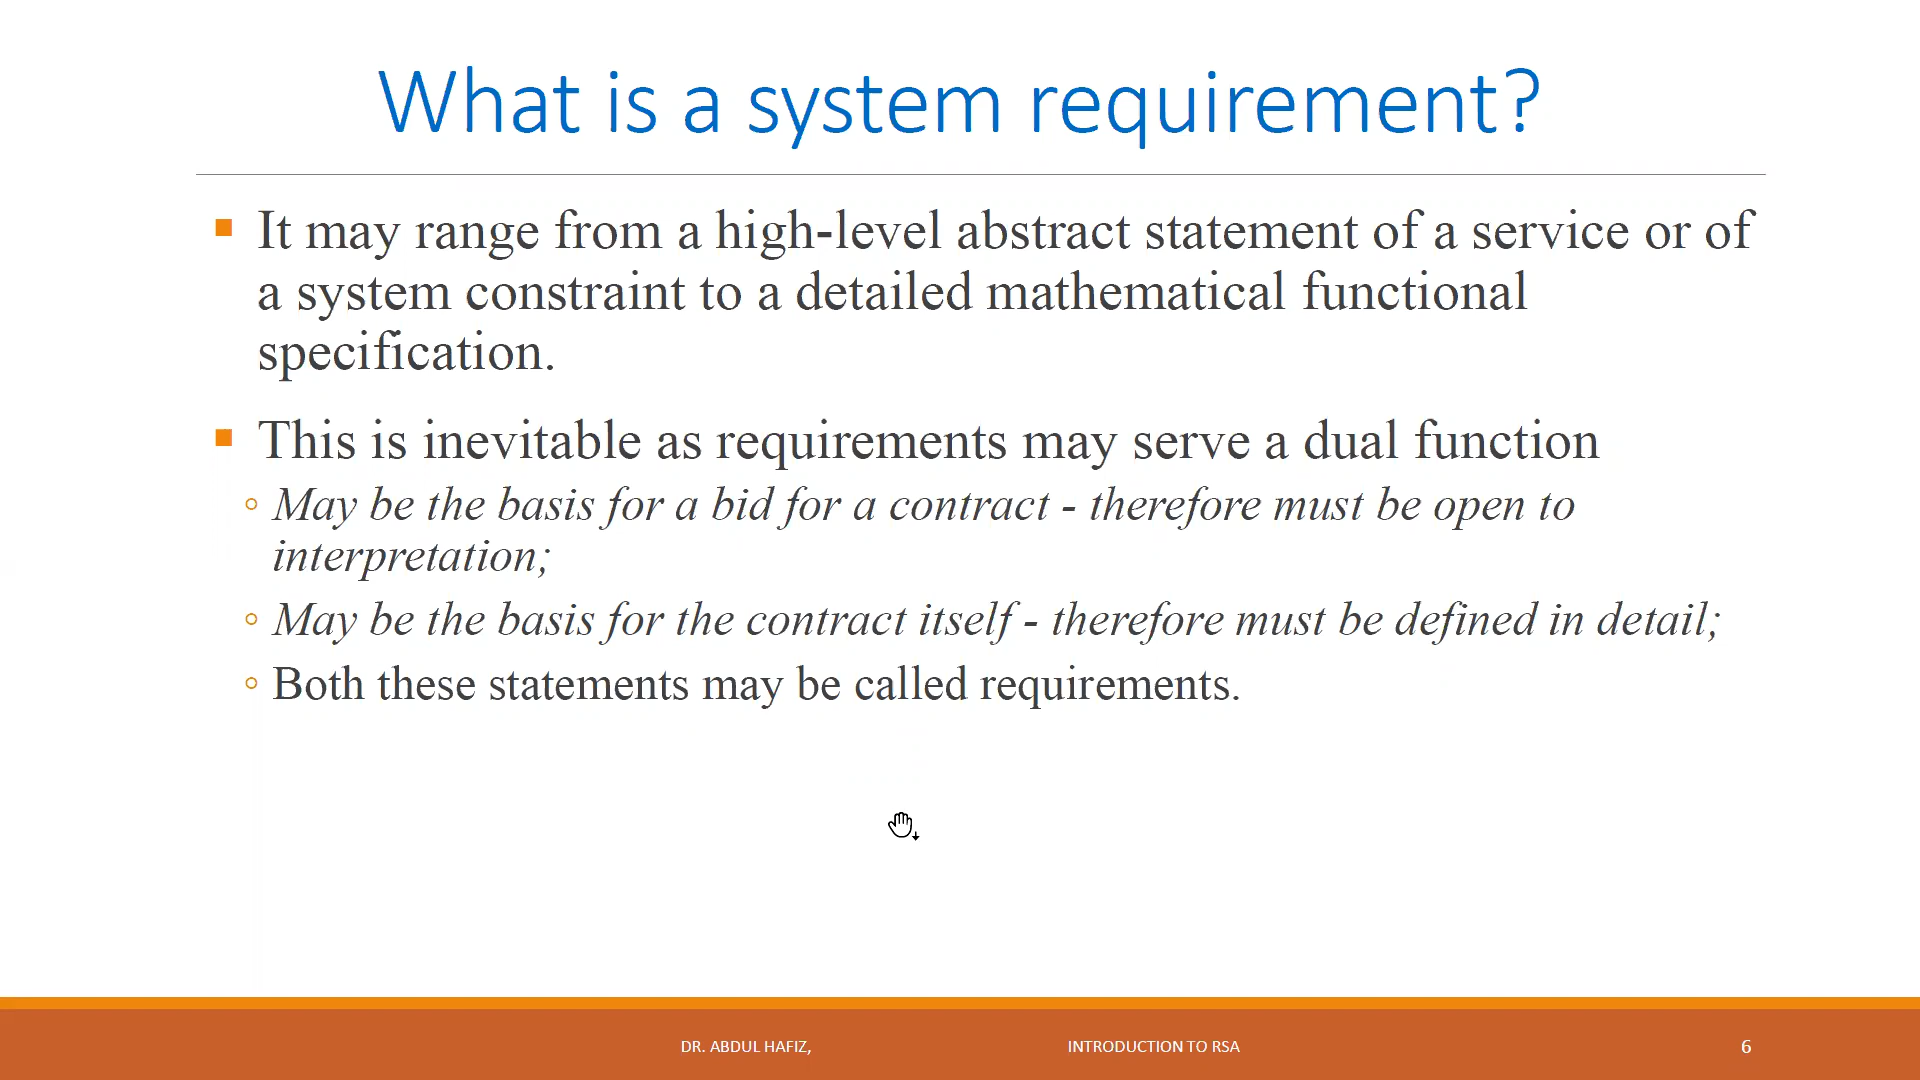 What is a system requirement?
It may range from a high-level abstract statement of a service or of
a system constraint to a detailed mathematical functional
specification.
This is inevitable as requirements may serve a dual function
May be the basis for a bid for a contract - therefore must be open to
interpretation;
May be the basis for the contract itself - therefore must be defined in detail;
Both these statements may be called requirements.
DR. ABDUL HAFIZ, INTRODUCTION TO RSA 6